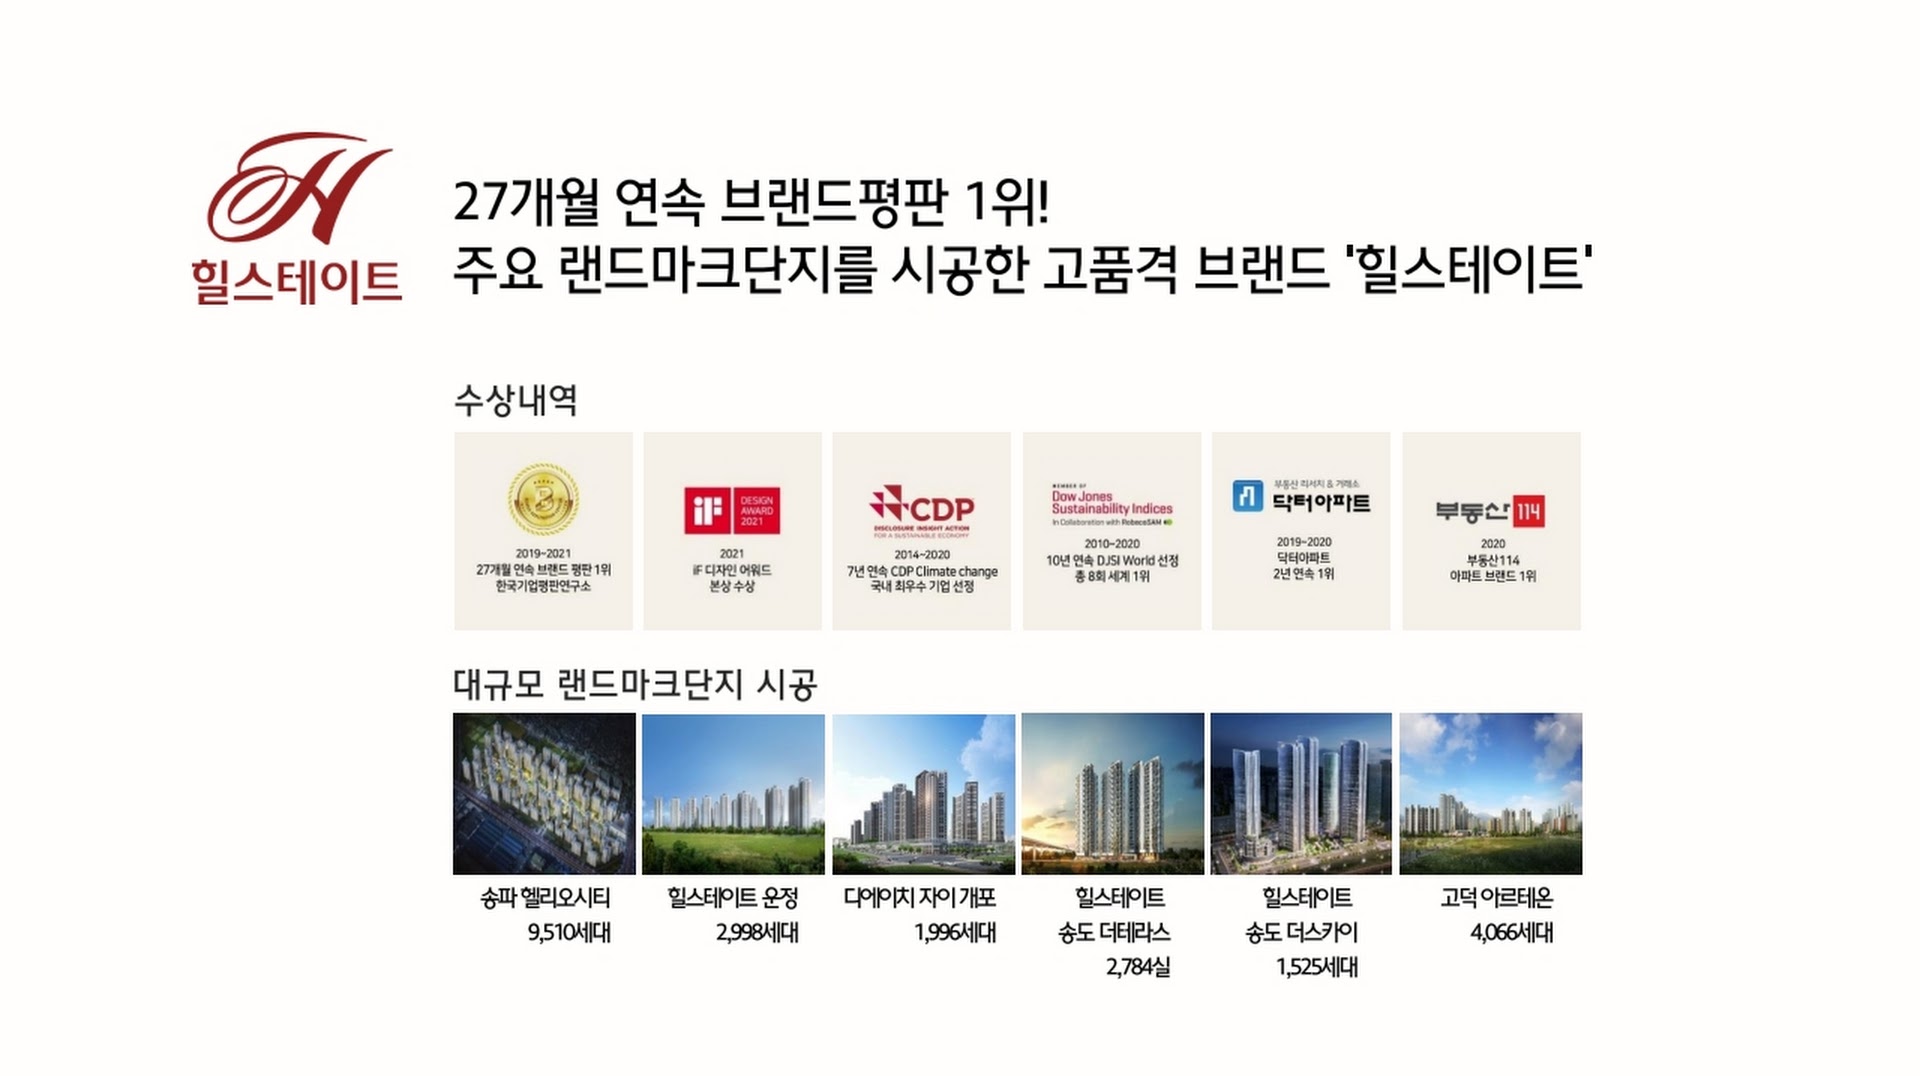 힐스테이트
27개월 연속 브랜드평판 1위!
주요 랜드마크단지를 시공한 고품격 브랜드 '힐스테이트'
수상내역
2019~2021
27개월 연속 브랜드 평판 1위
한국기업평판연구소
iF
DESIGN
AWARD
2021
2021
iF 디자인 어워드
본상 수상
CDP
DISCLOSURE INSIGHT ACTION
FOR A SUSTAINABLE ECONOMY
2014~2020
7년 연속 CDP Climate change
국내 최우수 기업 선정
MEMBER OF
Dow Jones
Sustainability Indices
In Collaboration with RobecoSAM
2010~2020
10년 연속 DJSI World 선정
총 8회 세계 1위
부동산 리서치 & 거래소
닥터아파트
2019~2020
닥터아파트
2년 연속 1위
부동산 114
2020
부동산114
아파트 브랜드 1위
대규모 랜드마크단지 시공
송파 헬리오시티
9,510세대
힐스테이트 운정
2,998세대
디에이치 자이 개포
1,996세대
힐스테이트
송도 더테라스
2,784실
힐스테이트
송도 더스카이
1,525세대
고덕 아르테온
4,066세대